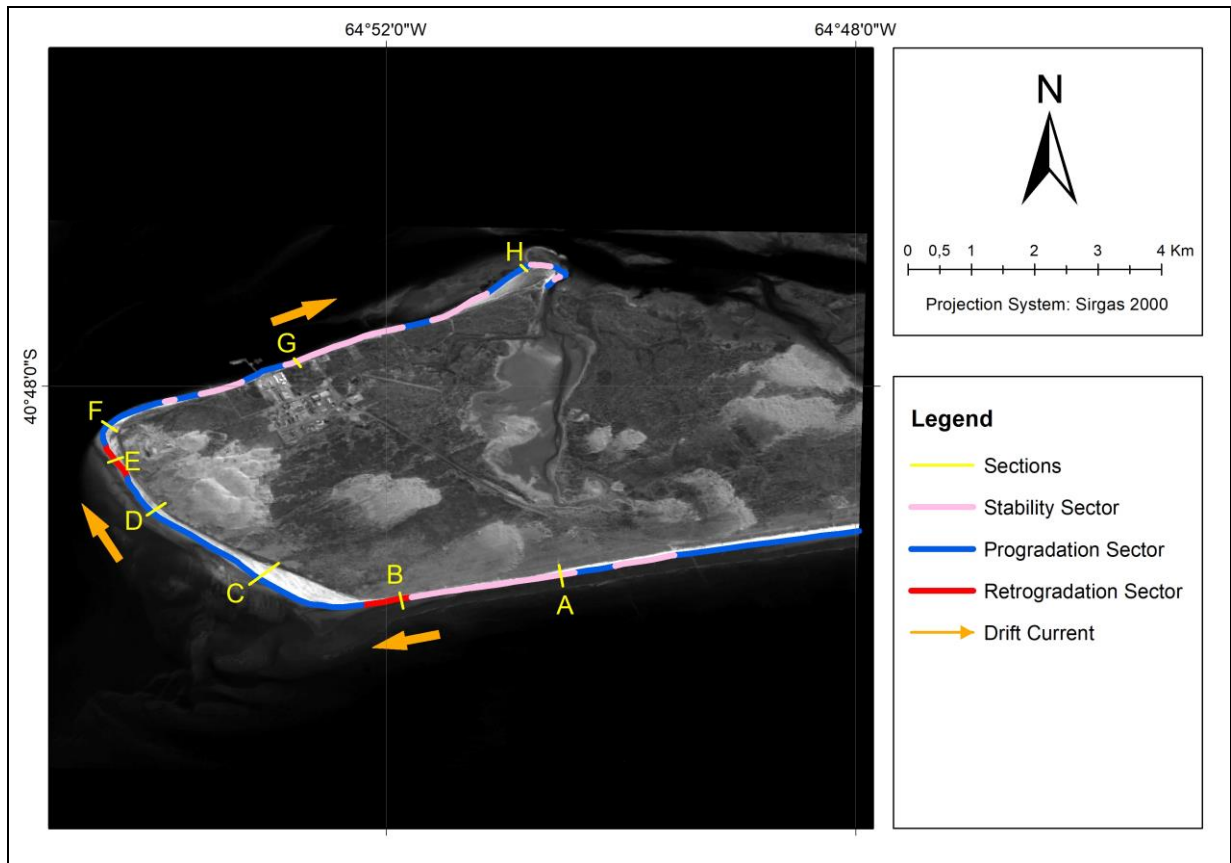 64°52'0"W
64°48'0"W
40°48'0"S
H
G
F
E
D
C
B
A
N
0 0,5 1 2 3 4 Km
Projection System: Sirgas 2000
Legend
Sections
Stability Sector
Progradation Sector
Retrogradation Sector
Drift Current